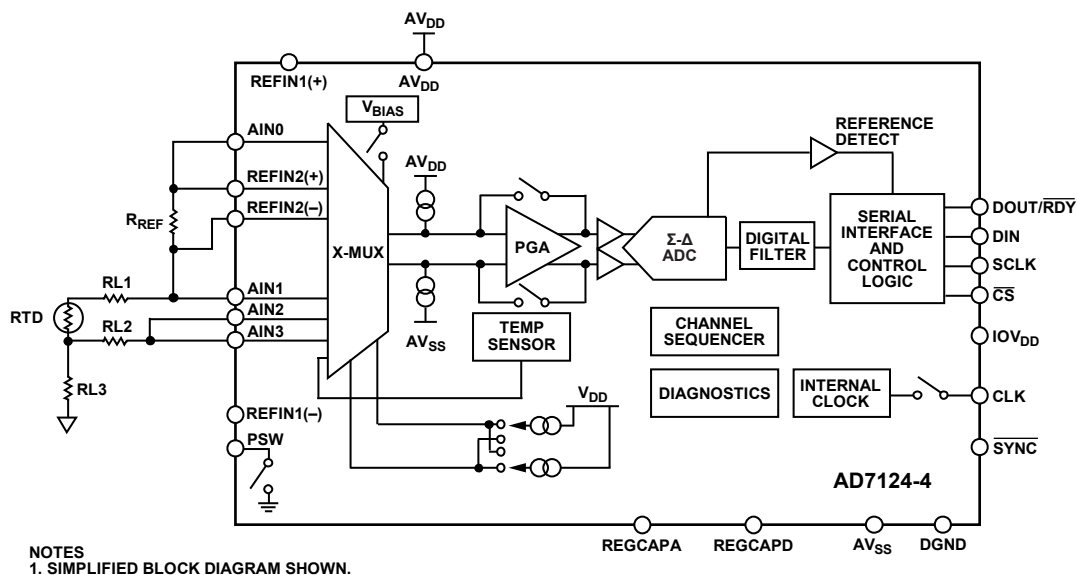 AVDD
REFIN1(+)
AVDD
VBIAS
AIN0
REFIN2(+)
REFIN2(–)
RREF
X-MUX
AVDD
PGA
Σ-Δ
ADC
DIGITAL
FILTER
REFERENCE
DETECT
SERIAL
INTERFACE
AND
CONTROL
LOGIC
DOUT/RDY
DIN
SCLK
CS
RL1
AIN1
RTD
RL2
AIN2
AIN3
RL3
AVSS
TEMP
SENSOR
CHANNEL
SEQUENCER
IOVDD
DIAGNOSTICS
INTERNAL
CLOCK
CLK
VDD
REFIN1(–)
PSW
SYNC
AD7124-4
REGCAPA
REGCAPD
AVSS
DGND
NOTES
1. SIMPLIFIED BLOCK DIAGRAM SHOWN.